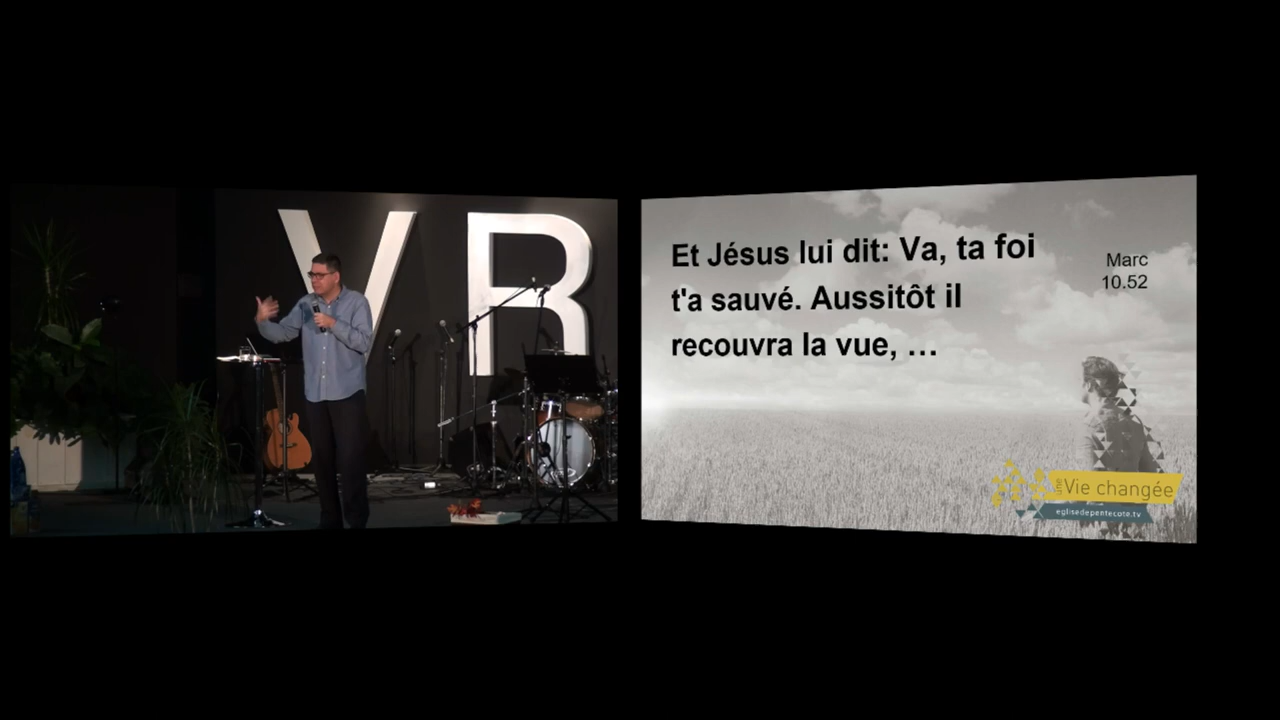 VR
Et Jésus lui dit: Va, ta foi
t'a sauvé. Aussitôt il
recouvra la vue, …
Marc
10.52
une
Vie changée
eglisedepentecote.tv